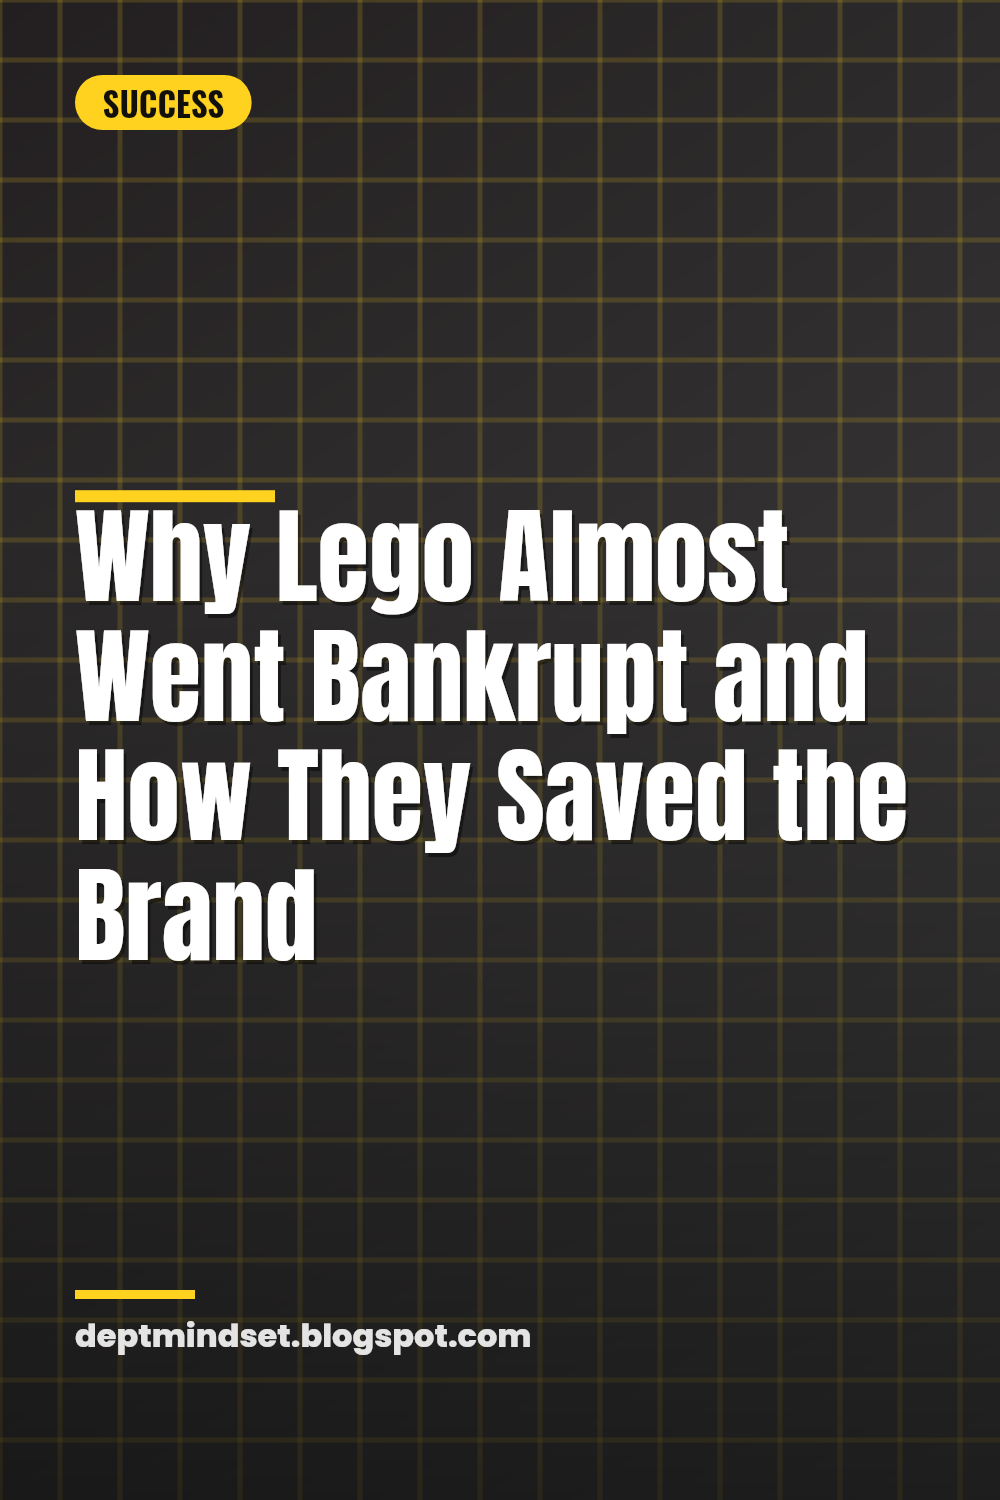 SUCCESS
Why Lego Almost
Went Bankrupt and
How They Saved the
Brand
deptmindset.blogspot.com